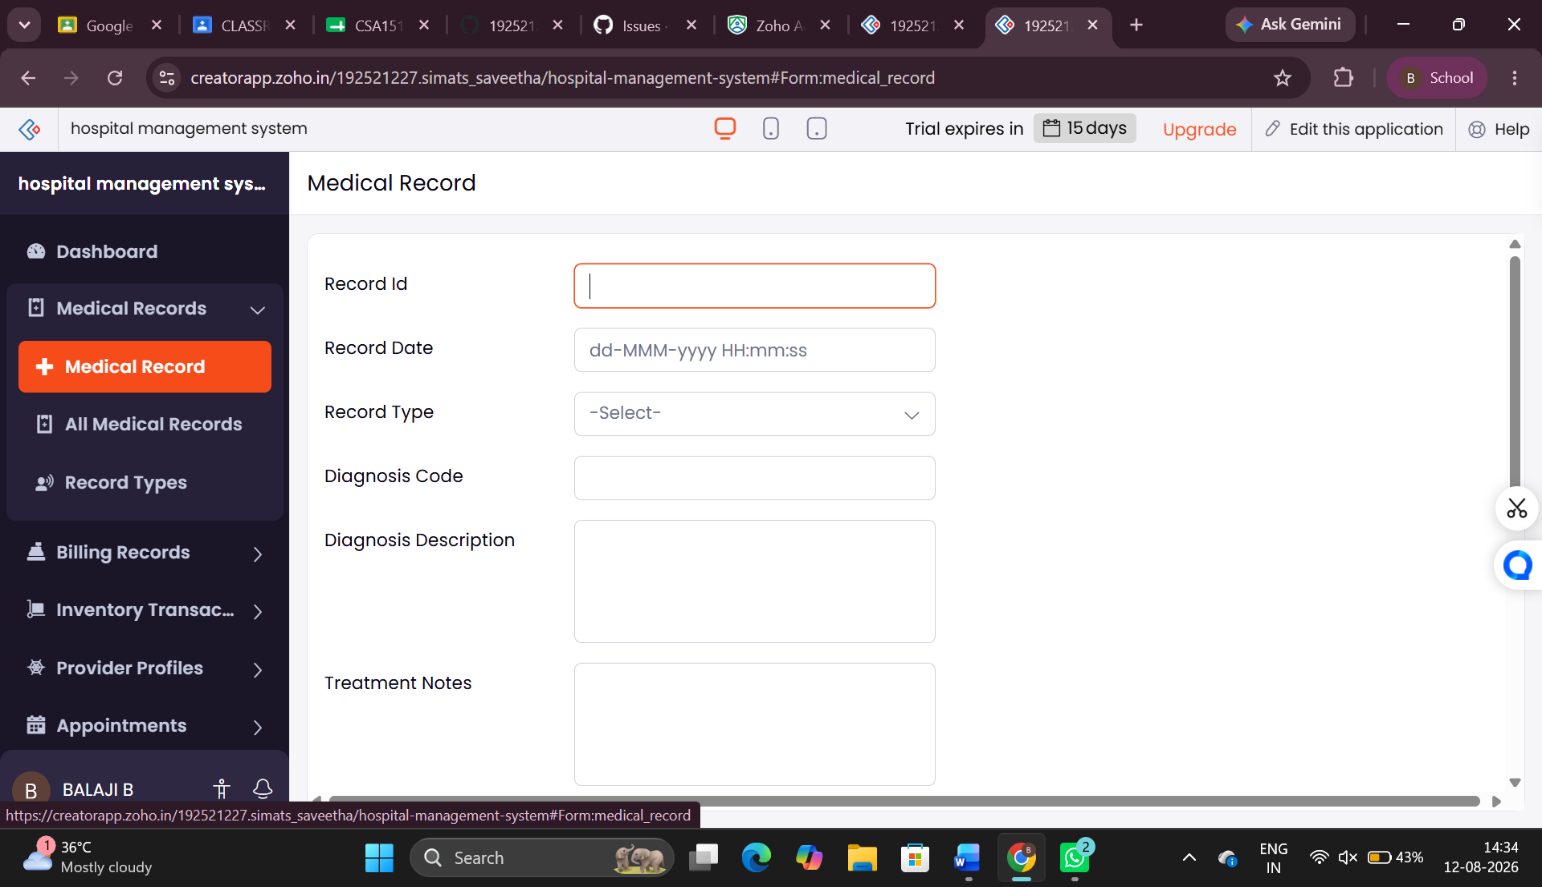 Google
CLASSR
CSA151
192521
Issues ·
Zoho A
192521
192521
Ask Gemini
creatorapp.zoho.in/192521227.simats_saveetha/hospital-management-system#Form:medical_record
B School
hospital management system
Trial expires in 15 days
Upgrade
Edit this application
Help
hospital management sys...
Medical Record
Dashboard
Medical Records
Medical Record
All Medical Records
Record Types
Billing Records
Inventory Transac...
Provider Profiles
Appointments
B BALAJI B
Record Id
Record Date
dd-MMM-yyyy HH:mm:ss
Record Type
-Select-
Diagnosis Code
Diagnosis Description
Treatment Notes
https://creatorapp.zoho.in/192521227.simats_saveetha/hospital-management-system#Form:medical_record
1
36°C
Mostly cloudy
Search
2
ENG
IN
43%
14:34
12-08-2026